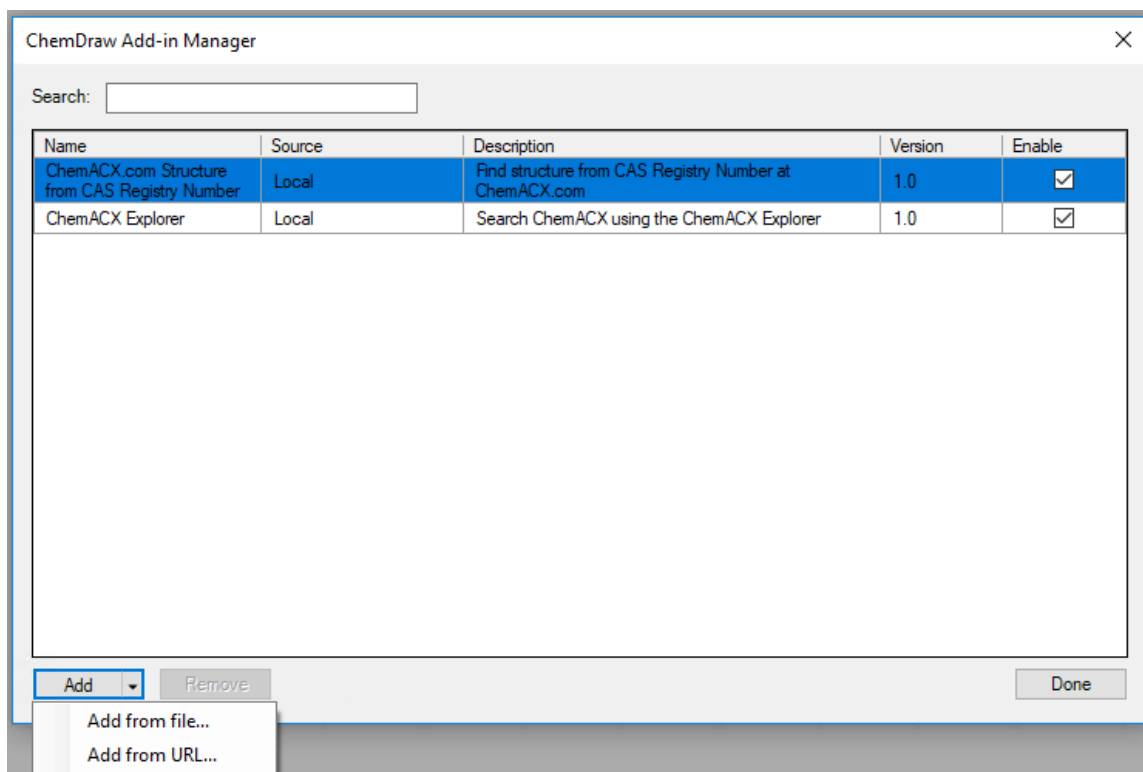 ChemDraw Add-in Manager
Search:
Name Source Description Version Enable
ChemACX.com Structure
from CAS Registry Number Local Find structure from CAS Registry Number at
ChemACX.com 1.0
ChemACX Explorer Local Search ChemACX using the ChemACX Explorer 1.0
Add Remove Done
Add from file...
Add from URL...